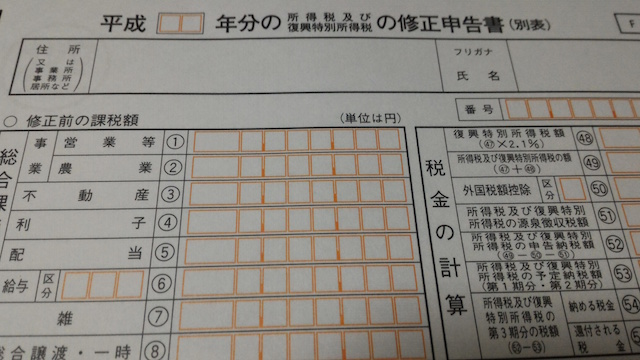 平成 年分の 所得税及び復興特別所得税 の修正申告書(別表)
F
住所
(又は
事業所
事務所
居所など)
フリガナ
氏名
番号
○ 修正前の課税額
(単位は円)
総合課
事業
営業等 ①
農業 ②
不動産 ③
利子 ④
配当 ⑤
給与 区分 ⑥
雑 ⑦
総合譲渡・一時 ⑧
税金の計算
復興特別所得税額
(㊼×2.1%) ㊽
所得税及び復興特別所得税の額
(㊼+㊽) ㊾
外国税額控除 区分 ㊿
所得税及び復興特別
所得税の源泉徴収税額 51
所得税及び復興特別
所得税の申告納税額
(㊾-㊿-51) 52
所得税及び復興特別
所得税の予定納税額
(第1期分・第2期分) 53
所得税及び復興
特別所得税の
第3期分の税額
(52-53)
納める税金 54
還付される
税金